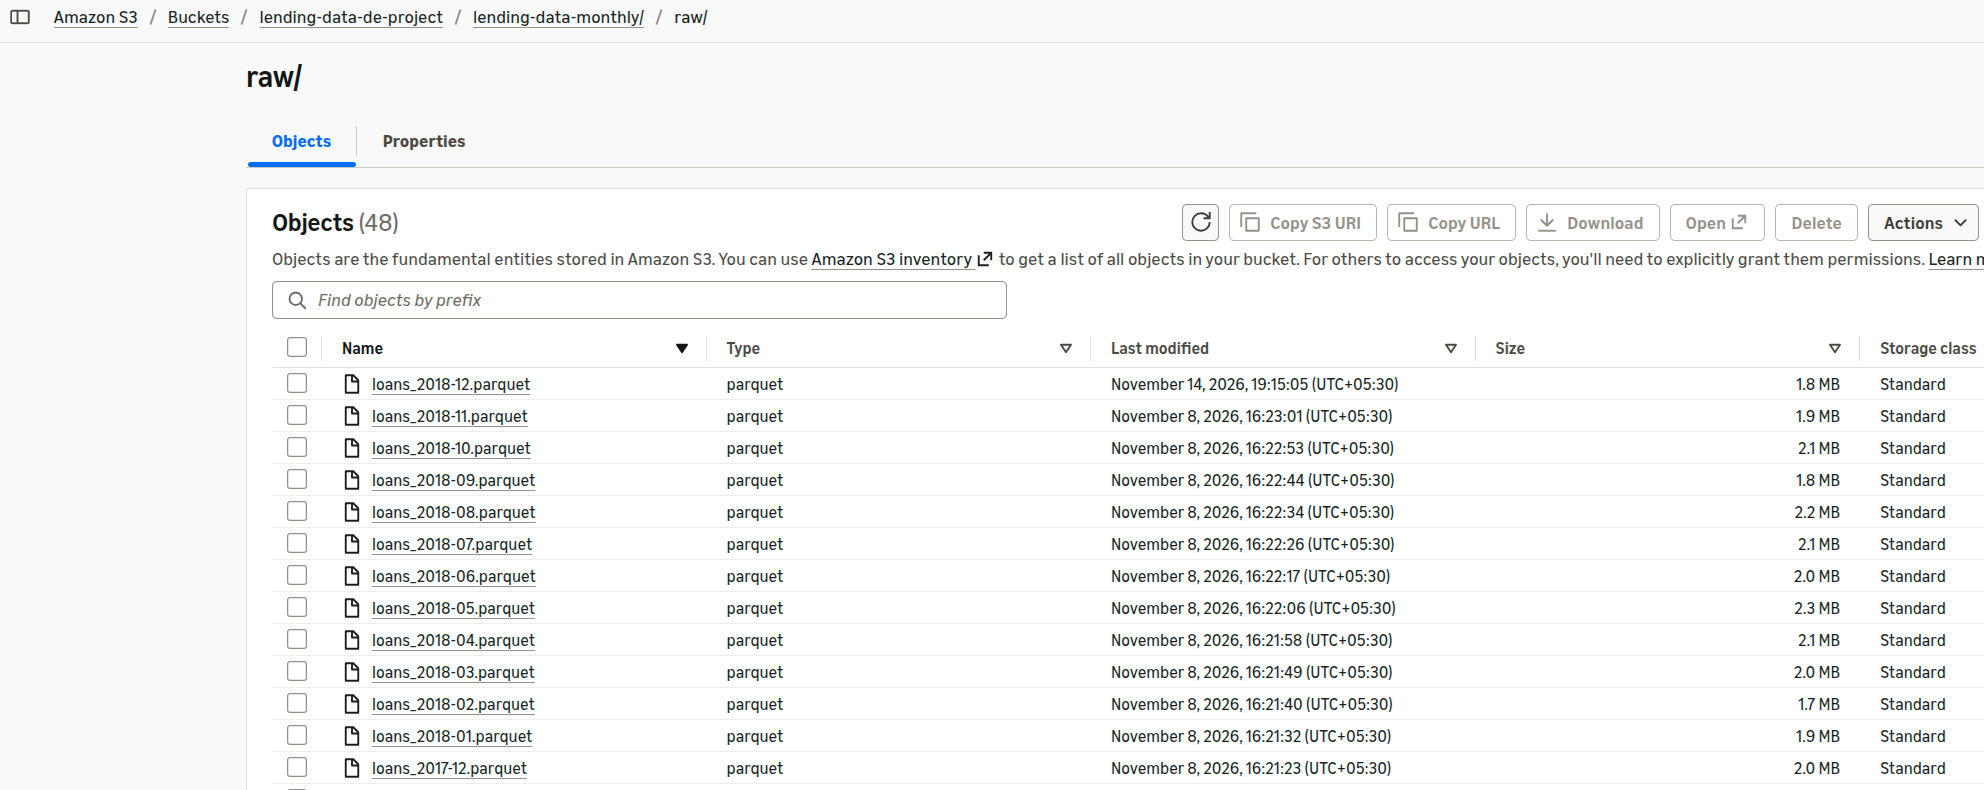 Amazon S3 / Buckets / lending-data-de-project / lending-data-monthly/ / raw/
raw/
Objects Properties
Objects (48) Copy S3 URI Copy URL Download Open Delete Actions
Objects are the fundamental entities stored in Amazon S3. You can use Amazon S3 inventory to get a list of all objects in your bucket. For others to access your objects, you'll need to explicitly grant them permissions. Learn
Find objects by prefix
Name Type Last modified Size Storage class
loans_2018-12.parquet parquet November 14, 2026, 19:15:05 (UTC+05:30) 1.8 MB Standard
loans_2018-11.parquet parquet November 8, 2026, 16:23:01 (UTC+05:30) 1.9 MB Standard
loans_2018-10.parquet parquet November 8, 2026, 16:22:53 (UTC+05:30) 2.1 MB Standard
loans_2018-09.parquet parquet November 8, 2026, 16:22:44 (UTC+05:30) 1.8 MB Standard
loans_2018-08.parquet parquet November 8, 2026, 16:22:34 (UTC+05:30) 2.2 MB Standard
loans_2018-07.parquet parquet November 8, 2026, 16:22:26 (UTC+05:30) 2.1 MB Standard
loans_2018-06.parquet parquet November 8, 2026, 16:22:17 (UTC+05:30) 2.0 MB Standard
loans_2018-05.parquet parquet November 8, 2026, 16:22:06 (UTC+05:30) 2.3 MB Standard
loans_2018-04.parquet parquet November 8, 2026, 16:21:58 (UTC+05:30) 2.1 MB Standard
loans_2018-03.parquet parquet November 8, 2026, 16:21:49 (UTC+05:30) 2.0 MB Standard
loans_2018-02.parquet parquet November 8, 2026, 16:21:40 (UTC+05:30) 1.7 MB Standard
loans_2018-01.parquet parquet November 8, 2026, 16:21:32 (UTC+05:30) 1.9 MB Standard
loans_2017-12.parquet parquet November 8, 2026, 16:21:23 (UTC+05:30) 2.0 MB Standard